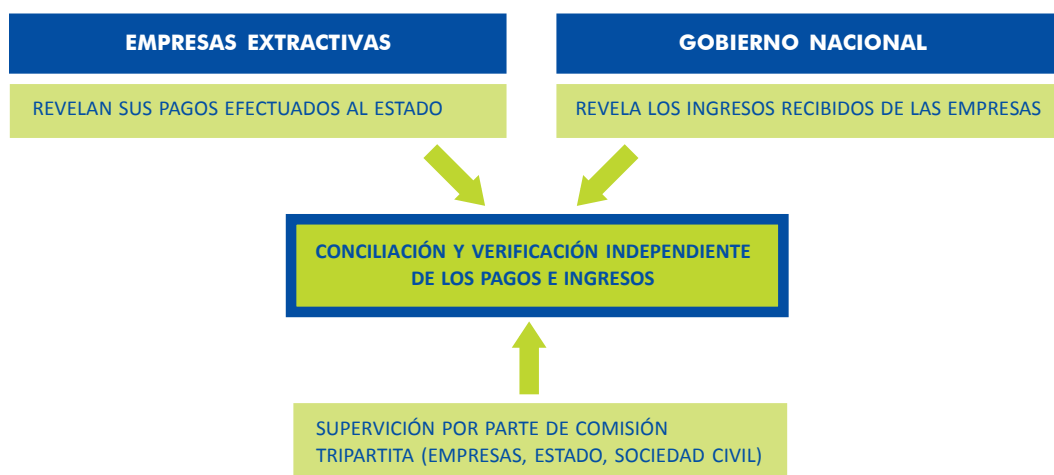 EMPRESAS EXTRACTIVAS
REVELAN SUS PAGOS EFECTUADOS AL ESTADO
GOBIERNO NACIONAL
REVELA LOS INGRESOS RECIBIDOS DE LAS EMPRESAS
CONCILIACIÓN Y VERIFICACIÓN INDEPENDIENTE
DE LOS PAGOS E INGRESOS
SUPERVICIÓN POR PARTE DE COMISIÓN
TRIPARTITA (EMPRESAS, ESTADO, SOCIEDAD CIVIL)